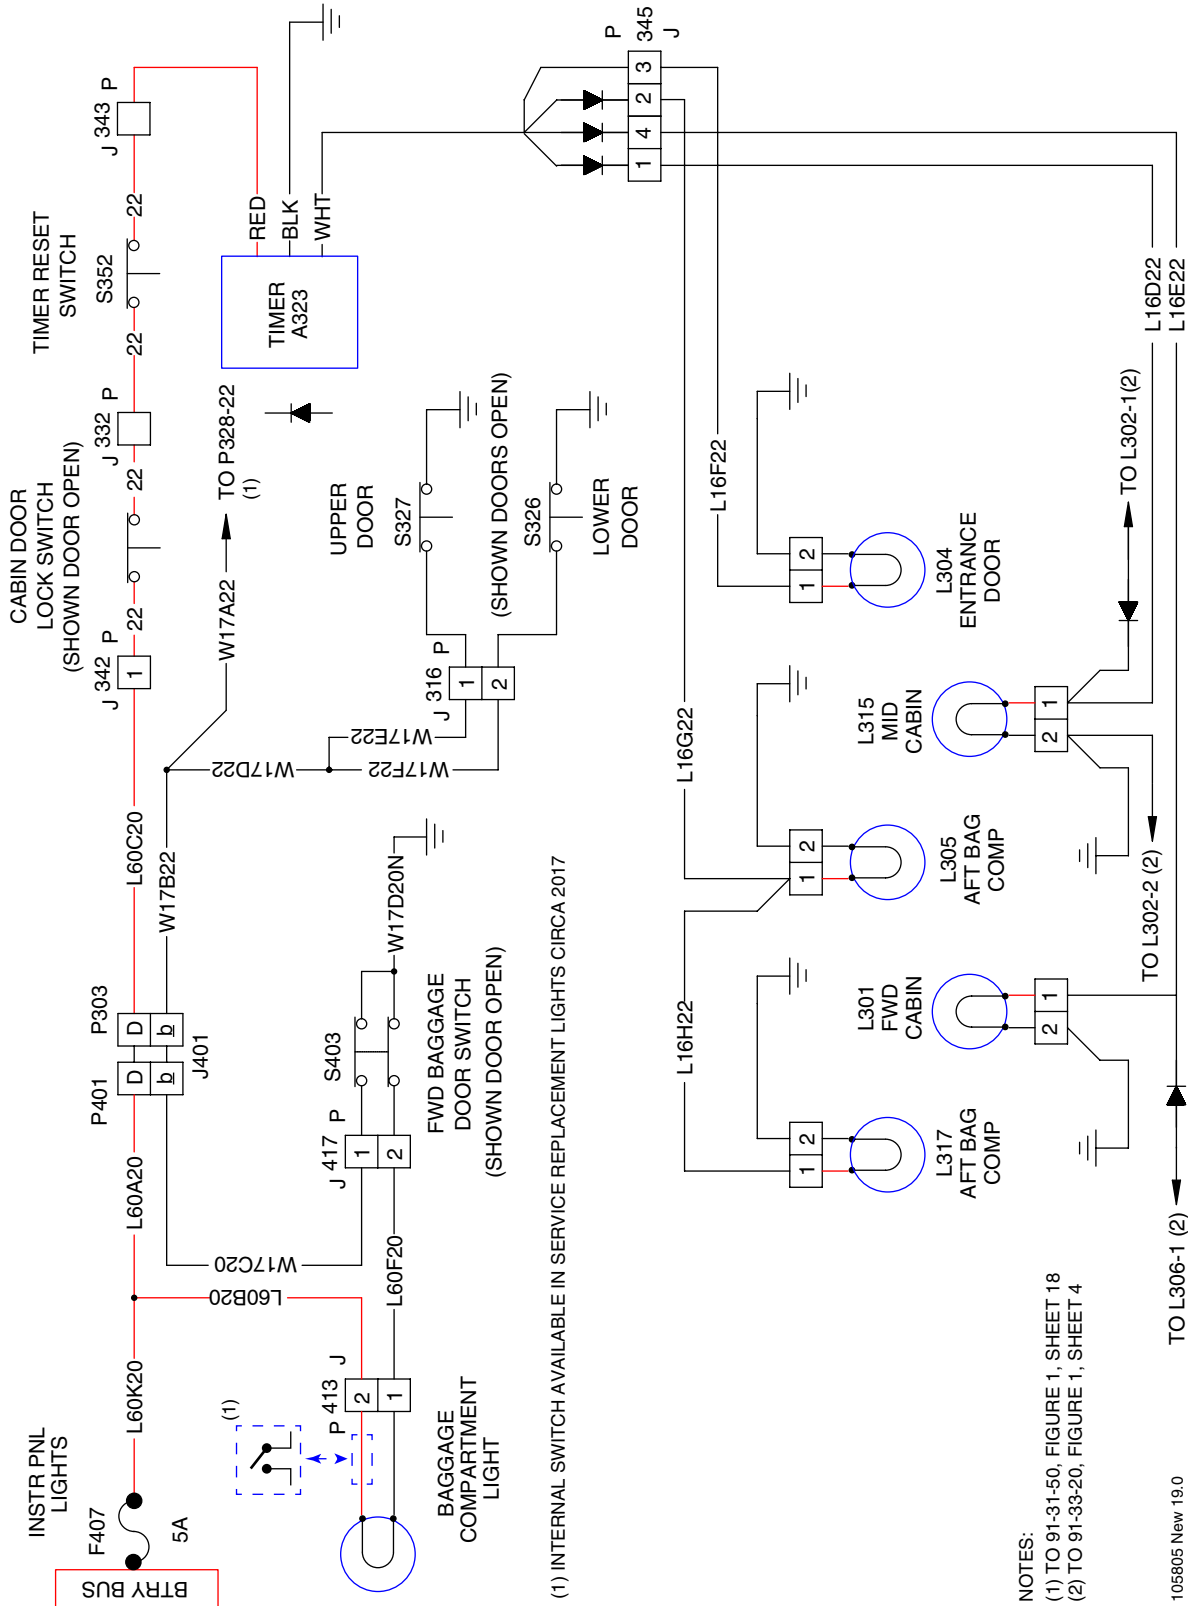 INSTR PNL
LIGHTS
F407
5A
BTRY BUS
L60K20
L60A20
L60B20
P401
P303
D
D
b
b
J401
L60C20
W17B22
W17C20
J 342 P
1
22
CABIN DOOR
LOCK SWITCH
(SHOWN DOOR OPEN)
22
J 332 P
22
TIMER RESET
SWITCH
S352
22
J 343 P
RED
BLK
WHT
TIMER
A323
W17A22
TO P328-22
(1)
W17D22
W17E22
W17F22
J 316 P
1
2
UPPER
DOOR
S327
(SHOWN DOORS OPEN)
S326
LOWER
DOOR
(1)
P 413 J
2
1
BAGGAGE
COMPARTMENT
LIGHT
L60F20
J 417 P
1
2
S403
FWD BAGGAGE
DOOR SWITCH
(SHOWN DOOR OPEN)
W17D20N
(1) INTERNAL SWITCH AVAILABLE IN SERVICE REPLACEMENT LIGHTS CIRCA 2017
P
345
J
1
4
2
3
L16H22
L16G22
L16F22
1
2
L317
AFT BAG
COMP
1
2
L305
AFT BAG
COMP
1
2
L304
ENTRANCE
DOOR
L301
FWD
CABIN
2
1
L315
MID
CABIN
2
1
TO L302-2 (2)
TO L302-1(2)
L16D22
L16E22
TO L306-1 (2)
NOTES:
(1) TO 91-31-50, FIGURE 1, SHEET 18
(2) TO 91-33-20, FIGURE 1, SHEET 4
105805 New 19.0